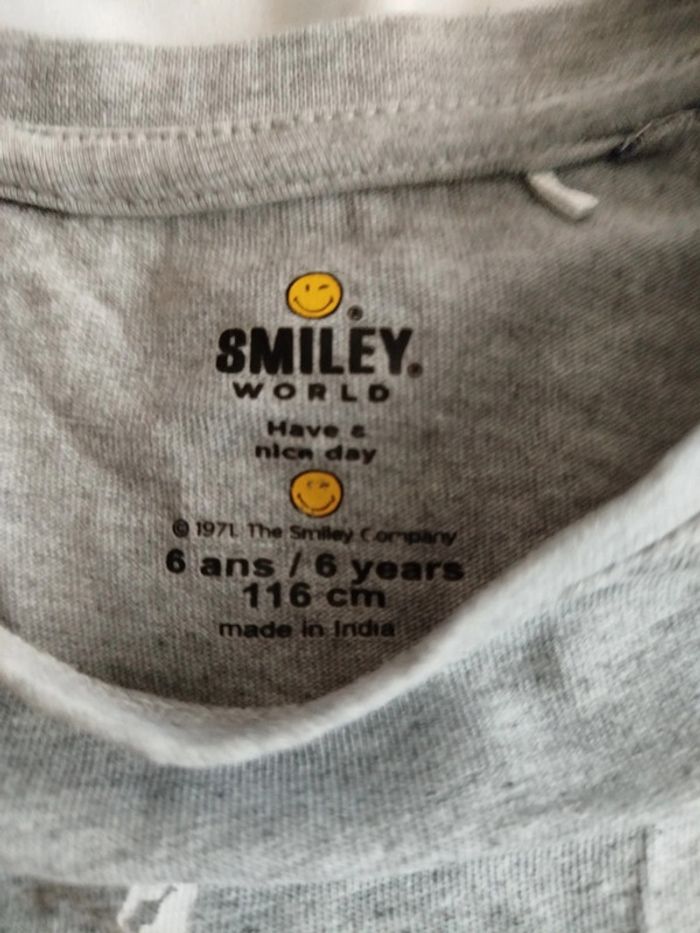 ®
SMILEY®
WORLD
Have a
nice day
© 1971. The Smiley Company
6 ans / 6 years
116 cm
made in India